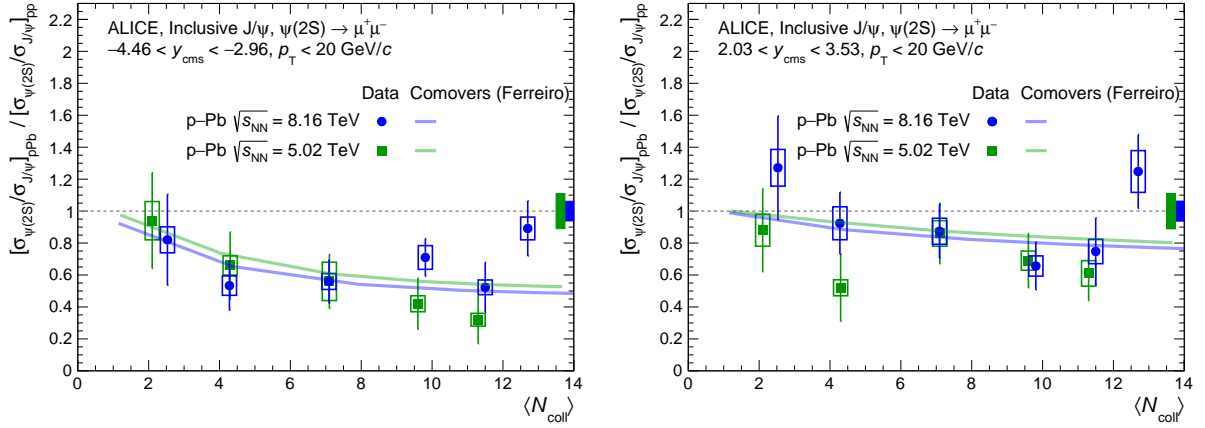 ALICE, Inclusive J/ψ, ψ(2S) → μ⁺μ⁻
−4.46 < y_cms < −2.96, p_T < 20 GeV/c
Data Comovers (Ferreiro)
p–Pb √s_NN = 8.16 TeV
p–Pb √s_NN = 5.02 TeV
[σ_ψ(2S)/σ_J/ψ]_pPb / [σ_ψ(2S)/σ_J/ψ]_pp
2.2
2
1.8
1.6
1.4
1.2
1
0.8
0.6
0.4
0.2
0
0 2 4 6 8 10 12 14
⟨N_coll⟩
ALICE, Inclusive J/ψ, ψ(2S) → μ⁺μ⁻
2.03 < y_cms < 3.53, p_T < 20 GeV/c
Data Comovers (Ferreiro)
p–Pb √s_NN = 8.16 TeV
p–Pb √s_NN = 5.02 TeV
[σ_ψ(2S)/σ_J/ψ]_pPb / [σ_ψ(2S)/σ_J/ψ]_pp
2.2
2
1.8
1.6
1.4
1.2
1
0.8
0.6
0.4
0.2
0
0 2 4 6 8 10 12 14
⟨N_coll⟩